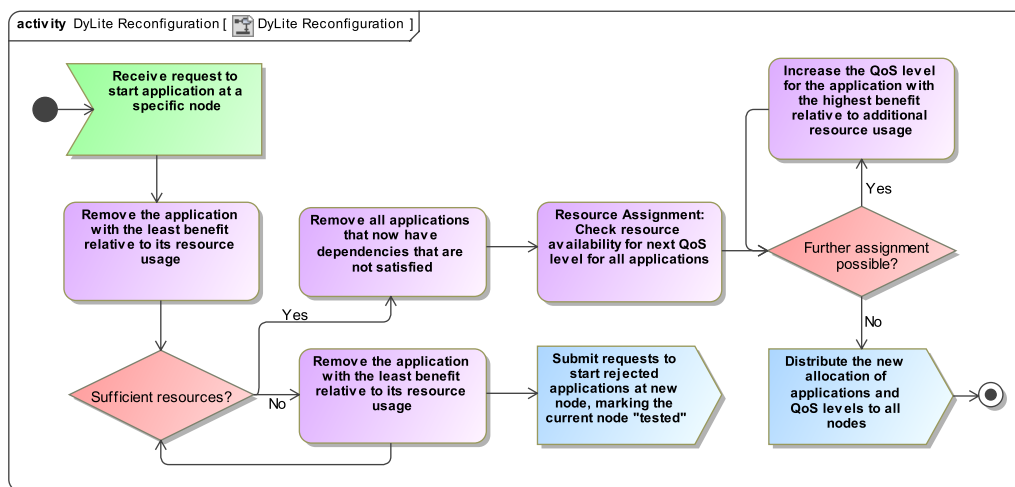 activity DyLite Reconfiguration [ DyLite Reconfiguration ]
Receive request to
start application at a
specific node
Remove the application
with the least benefit
relative to its resource
usage
Sufficient resources?
Yes
No
Remove all applications
that now have
dependencies that are
not satisfied
Remove the application
with the least benefit
relative to its resource
usage
Resource Assignment:
Check resource
availability for next QoS
level for all applications
Submit requests to
start rejected
applications at new
node, marking the
current node "tested"
Increase the QoS level
for the application with
the highest benefit
relative to additional
resource usage
Yes
Further assignment
possible?
No
Distribute the new
allocation of
applications and
QoS levels to all
nodes